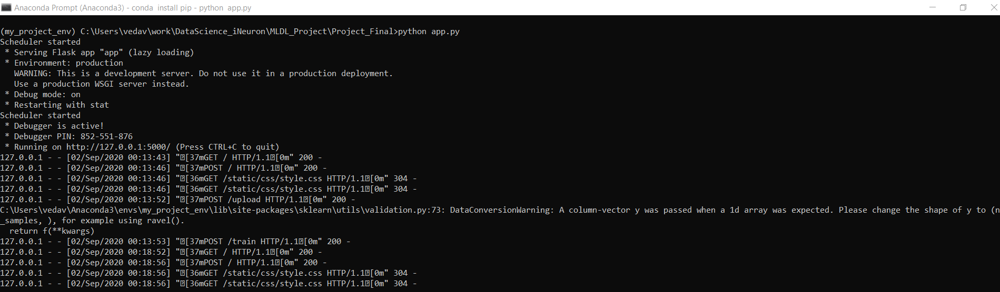 Anaconda Prompt (Anaconda3) - conda  install pip - python  app.py
(my_project_env) C:\Users\vedav\work\DataScience_iNeuron\MLDL_Project\Project_Final>python app.py
Scheduler started
 * Serving Flask app "app" (lazy loading)
 * Environment: production
   WARNING: This is a development server. Do not use it in a production deployment.
   Use a production WSGI server instead.
 * Debug mode: on
 * Restarting with stat
Scheduler started
 * Debugger is active!
 * Debugger PIN: 852-551-876
 * Running on http://127.0.0.1:5000/ (Press CTRL+C to quit)
127.0.0.1 - - [02/Sep/2020 00:13:43] "⍰[37mGET / HTTP/1.1⍰[0m" 200 -
127.0.0.1 - - [02/Sep/2020 00:13:46] "⍰[37mPOST / HTTP/1.1⍰[0m" 200 -
127.0.0.1 - - [02/Sep/2020 00:13:46] "⍰[36mGET /static/css/style.css HTTP/1.1⍰[0m" 304 -
127.0.0.1 - - [02/Sep/2020 00:13:46] "⍰[36mGET /static/css/style.css HTTP/1.1⍰[0m" 304 -
127.0.0.1 - - [02/Sep/2020 00:13:52] "⍰[37mPOST /upload HTTP/1.1⍰[0m" 200 -
C:\Users\vedav\Anaconda3\envs\my_project_env\lib\site-packages\sklearn\utils\validation.py:73: DataConversionWarning: A column-vector y was passed when a 1d array was expected. Please change the shape of y to (n
_samples, ), for example using ravel().
  return f(**kwargs)
127.0.0.1 - - [02/Sep/2020 00:13:53] "⍰[37mPOST /train HTTP/1.1⍰[0m" 200 -
127.0.0.1 - - [02/Sep/2020 00:18:52] "⍰[37mGET / HTTP/1.1⍰[0m" 200 -
127.0.0.1 - - [02/Sep/2020 00:18:56] "⍰[37mPOST / HTTP/1.1⍰[0m" 200 -
127.0.0.1 - - [02/Sep/2020 00:18:56] "⍰[36mGET /static/css/style.css HTTP/1.1⍰[0m" 304 -
127.0.0.1 - - [02/Sep/2020 00:18:56] "⍰[36mGET /static/css/style.css HTTP/1.1⍰[0m" 304 -